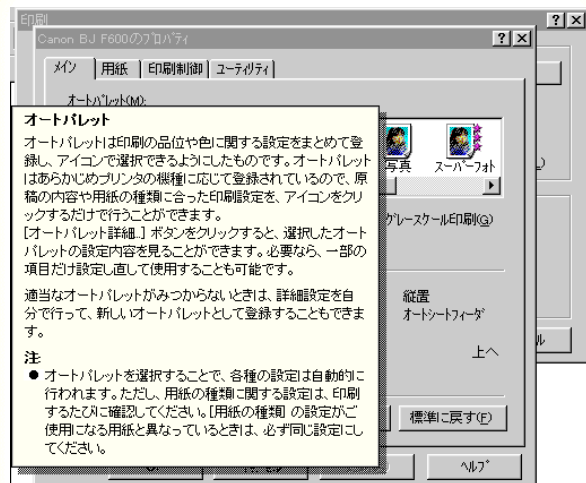 印刷
Canon BJ F600のプロパティ
メイン 用紙 印刷制御 ユーティリティ
オートパレット(M):
オートパレット
オートパレットは印刷の品位や色に関する設定をまとめて登
録し、アイコンで選択できるようにしたものです。オートパレット
はあらかじめプリンタの機種に応じて登録されているので、原
稿の内容や用紙の種類に合った印刷設定を、アイコンをクリ
ックするだけで行うことができます。
[オートパレット詳細..] ボタンをクリックすると、選択したオート
パレットの設定内容を見ることができます。必要なら、一部の
項目だけ設定し直して使用することも可能です。
適当なオートパレットがみつからないときは、詳細設定を自
分で行って、新しいオートパレットとして登録することもできま
す。
注:
● オートパレットを選択することで、各種の設定は自動的に
行われます。ただし、用紙の種類に関する設定は、印刷
するたびに確認してください。[用紙の種類] の設定がご
使用になる用紙と異なっているときは、必ず同じ設定にし
てください。
写真 スーパーフォト
グレースケール印刷(G)
縦置
オートシートフィーダ
上へ
標準に戻す(F)
ヘルプ